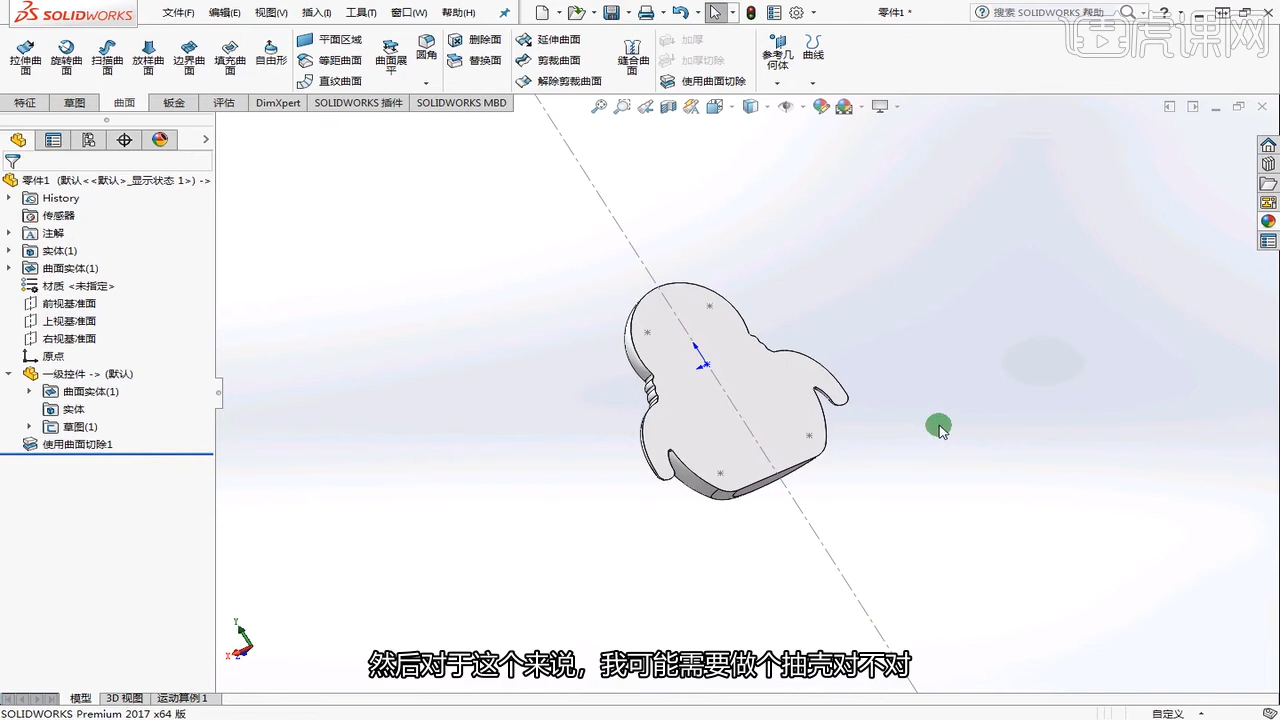 SOLIDWORKS
文件(F) 编辑(E) 视图(V) 插入(I) 工具(T) 窗口(W) 帮助(H)
零件1 *
搜索 SOLIDWORKS 帮助
虎课网
拉伸曲面
旋转曲面
扫描曲面
放样曲面
边界曲面
填充曲面
自由形
平面区域
等距曲面
直纹曲面
曲面展平
圆角
删除面
替换面
延伸曲面
剪裁曲面
解除剪裁曲面
缝合曲面
加厚
加厚切除
使用曲面切除
参考几何体
曲线
特征 草图 曲面 钣金 评估 DimXpert SOLIDWORKS 插件 SOLIDWORKS MBD
零件1 (默认<<默认>_显示状态 1>) ->
History
传感器
注解
实体(1)
曲面实体(1)
材质 <未指定>
前视基准面
上视基准面
右视基准面
原点
一级控件 -> (默认)
曲面实体(1)
实体
草图(1)
使用曲面切除1
Y
X
Z
然后对于这个来说，我可能需要做个抽壳对不对
模型 3D 视图 运动算例 1
SOLIDWORKS Premium 2017 x64 版
自定义